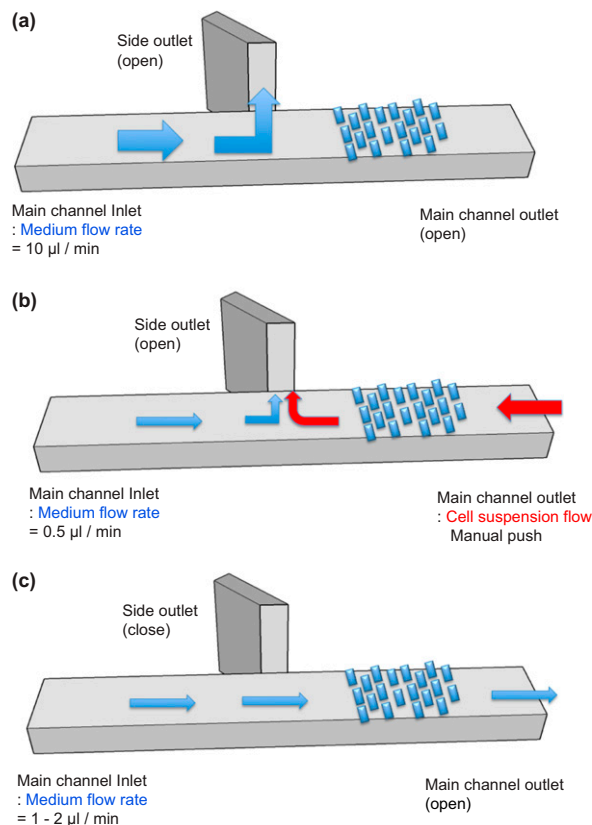 (a)
Side outlet
(open)
Main channel Inlet
: Medium flow rate
= 10 µl / min
Main channel outlet
(open)
(b)
Side outlet
(open)
Main channel Inlet
: Medium flow rate
= 0.5 µl / min
Main channel outlet
: Cell suspension flow
Manual push
(c)
Side outlet
(close)
Main channel Inlet
: Medium flow rate
= 1 - 2 µl / min
Main channel outlet
(open)